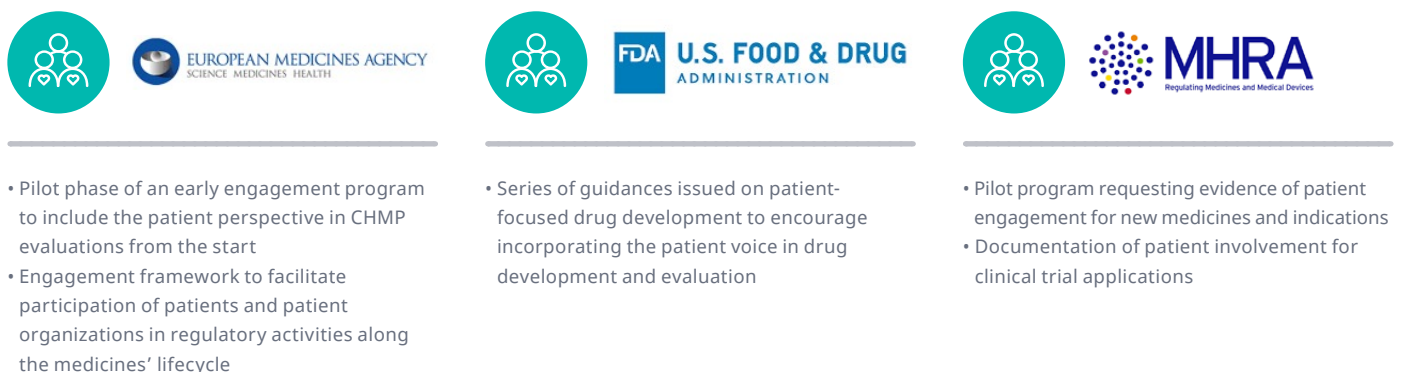 EUROPEAN MEDICINES AGENCY
SCIENCE MEDICINES HEALTH
• Pilot phase of an early engagement program
to include the patient perspective in CHMP
evaluations from the start
• Engagement framework to facilitate
participation of patients and patient
organizations in regulatory activities along
the medicines’ lifecycle
FDA U.S. FOOD & DRUG
ADMINISTRATION
• Series of guidances issued on patient-
focused drug development to encourage
incorporating the patient voice in drug
development and evaluation
MHRA
Regulating Medicines and Medical Devices
• Pilot program requesting evidence of patient
engagement for new medicines and indications
• Documentation of patient involvement for
clinical trial applications